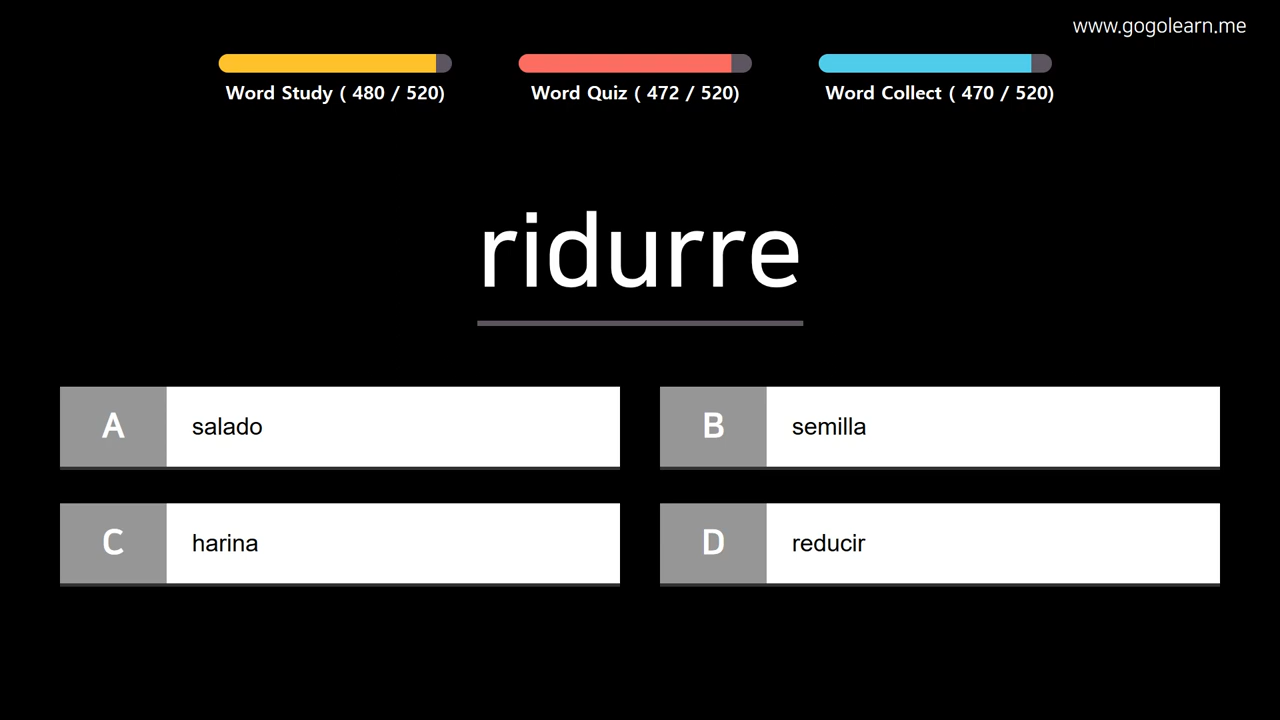 www.gogolearn.me
Word Study ( 480 / 520)
Word Quiz ( 472 / 520)
Word Collect ( 470 / 520)
ridurre
A salado
B semilla
C harina
D reducir